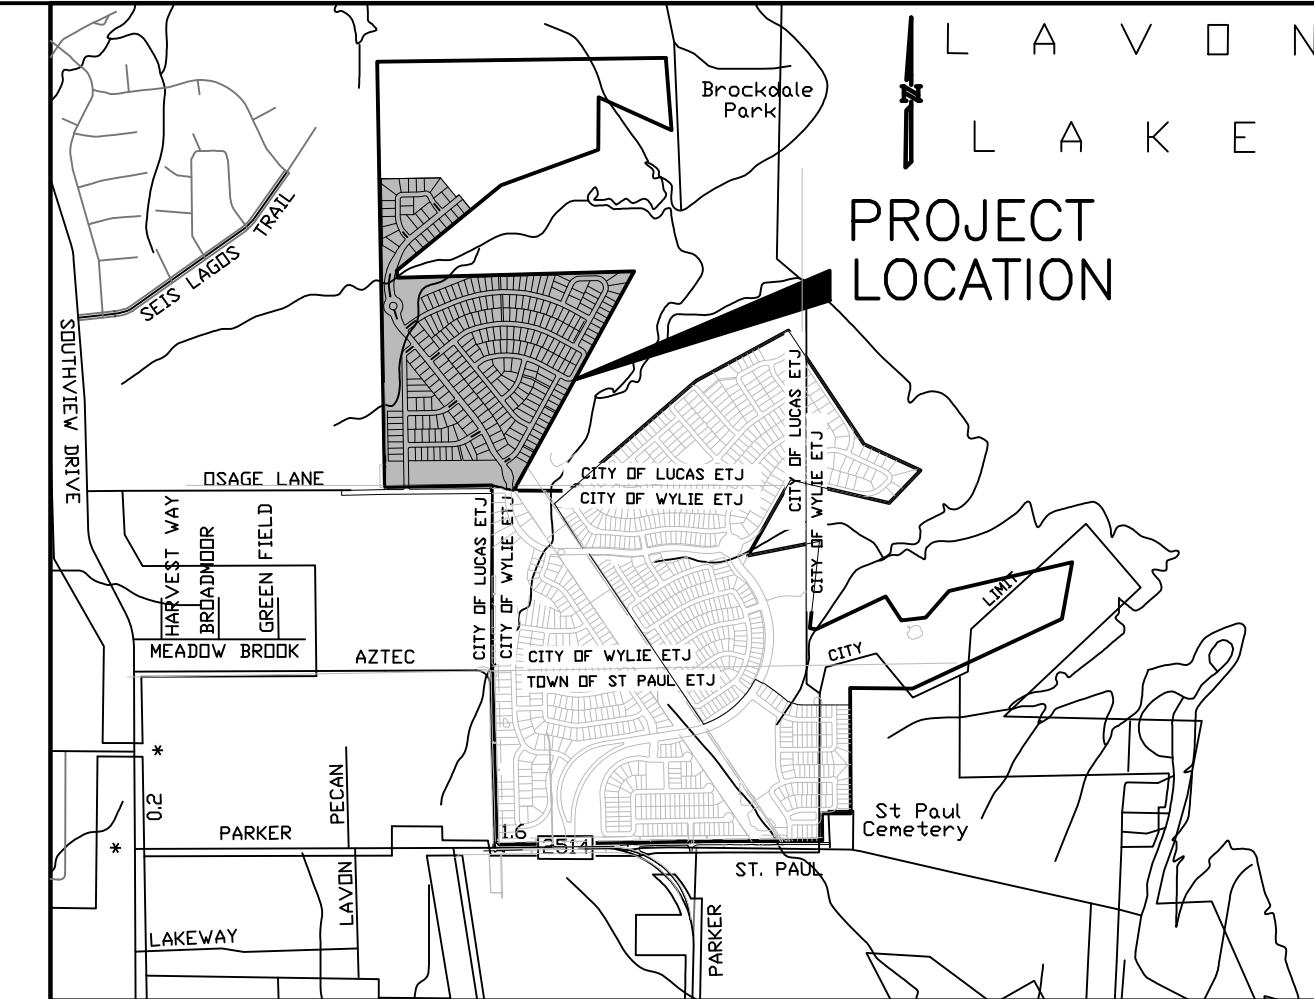 LAVON
LAKE
N
Brockdale
Park
PROJECT
LOCATION
SEIS LAGOS TRAIL
SOUTHVIEW DRIVE
OSAGE LANE
HARVEST WAY
BROADMOOR
GREEN FIELD
MEADOW BROOK
AZTEC
CITY OF LUCAS ETJ
CITY OF WYLIE ETJ
CITY OF LUCAS ETJ
CITY OF WYLIE ETJ
CITY OF LUCAS ETJ
CITY OF WYLIE ETJ
CITY OF WYLIE ETJ
TOWN OF ST PAUL ETJ
CITY LIMIT
*
0.2
*
PECAN
PARKER
1.6
2514
St Paul
Cemetery
ST. PAUL
LAVON
LAKEWAY
PARKER